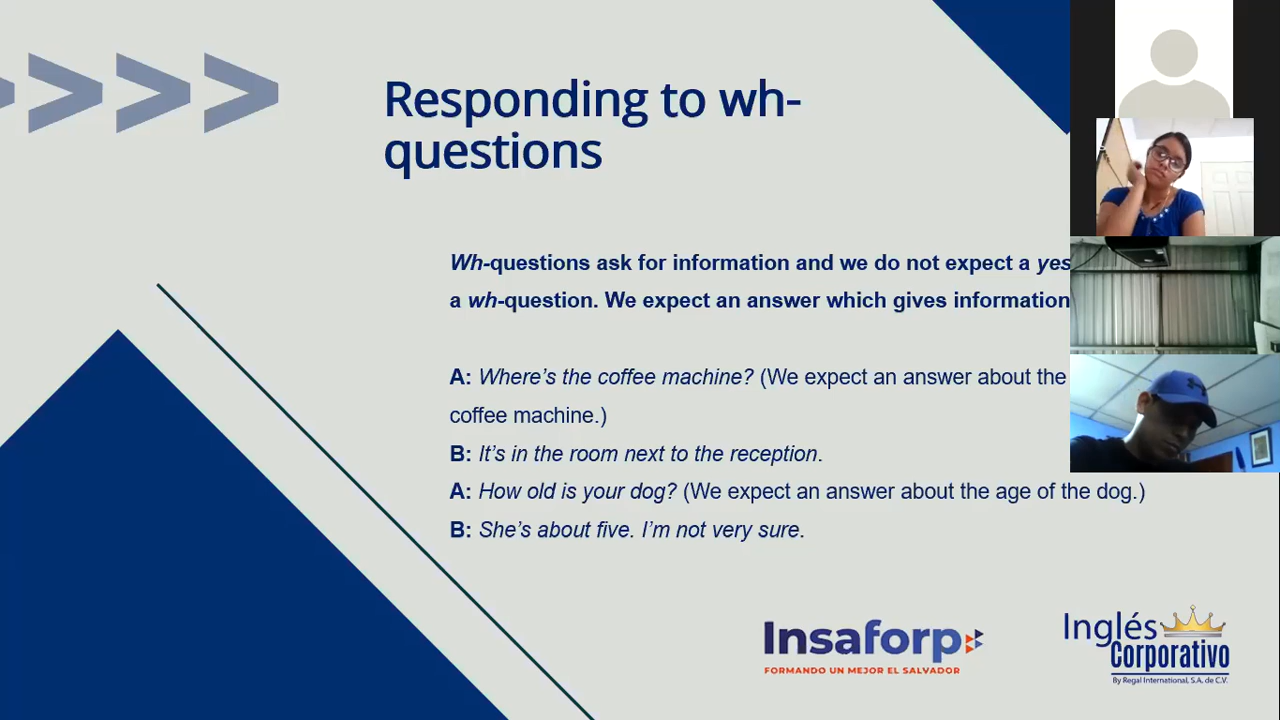 Responding to wh-
questions
Wh-questions ask for information and we do not expect a yes
a wh-question. We expect an answer which gives information
A: Where's the coffee machine? (We expect an answer about the
coffee machine.)
B: It's in the room next to the reception.
A: How old is your dog? (We expect an answer about the age of the dog.)
B: She's about five. I'm not very sure.
Insaforp
FORMANDO UN MEJOR EL SALVADOR
Inglés
Corporativo
By Regal International, S.A. de C.V.